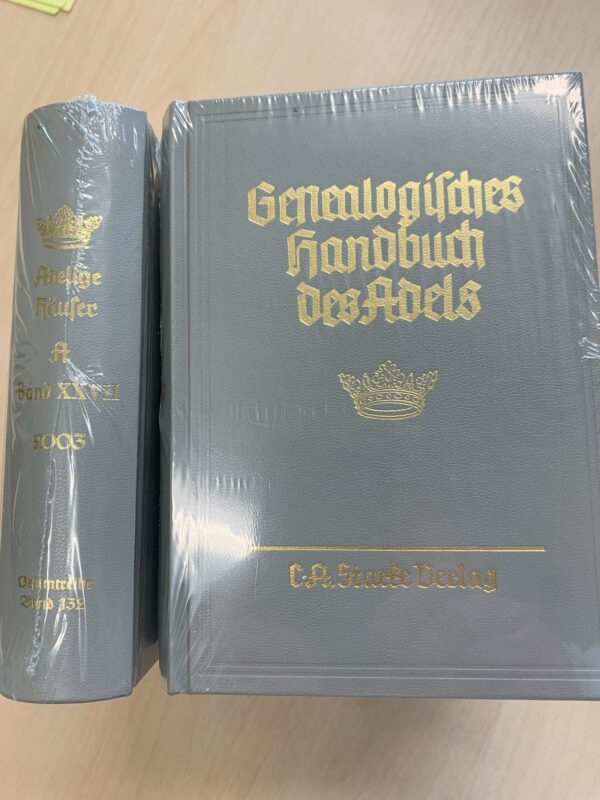 Adelige
Häuser
A
Band XXVII
2003
Gesamtreihe
Band 132
Genealogisches
Handbuch
des Adels
C. A. Starke Verlag